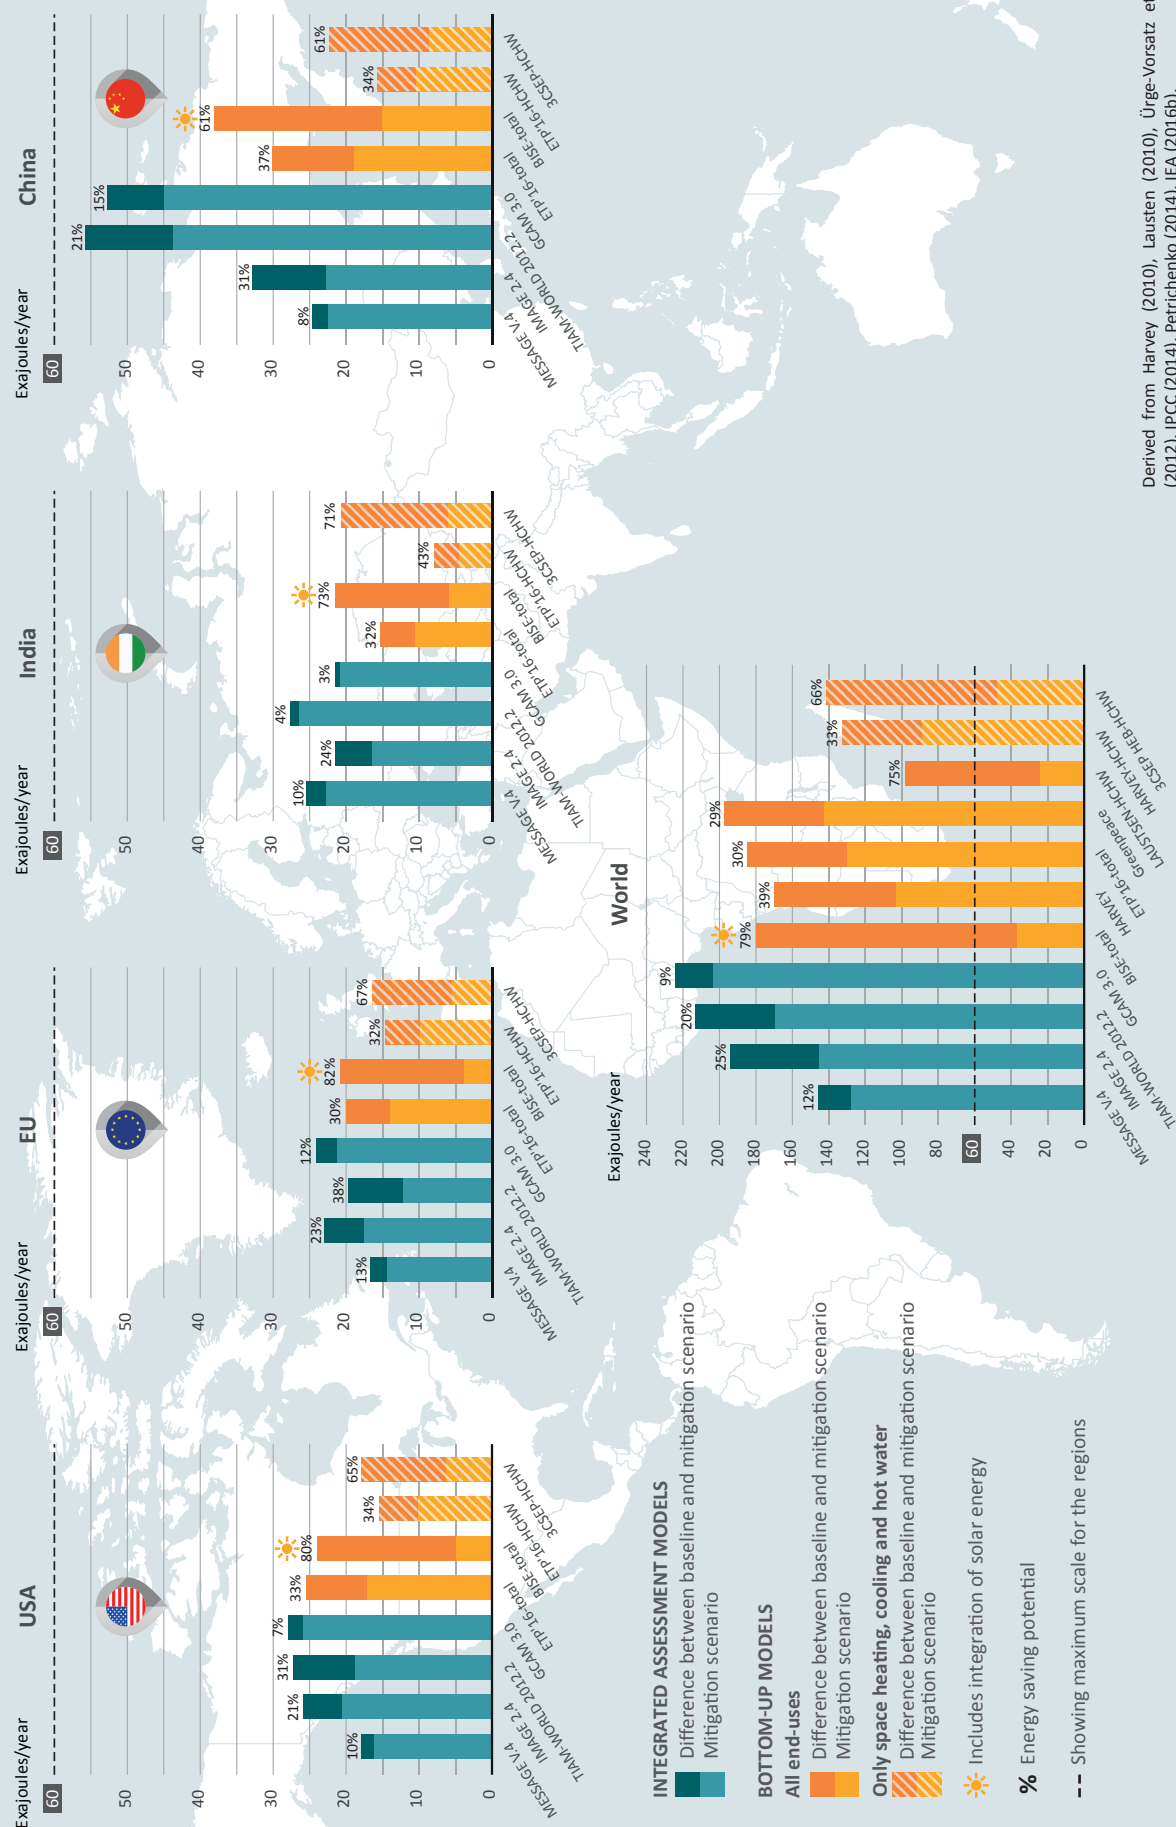 USA
Exajoules/year
60
50
40
30
20
10
0
10%
21%
31%
7%
33%
80%
34%
65%
MESSAGE V.4
IMAGE 2.4
TIAM-WORLD 2012.2
GCAM 3.0
ETP'16-total
BISE-total
ETP'16-HCHW
3CSEP-HCHW
EU
Exajoules/year
60
50
40
30
20
10
0
13%
23%
38%
12%
30%
82%
32%
67%
MESSAGE V.4
IMAGE 2.4
TIAM-WORLD 2012.2
GCAM 3.0
ETP'16-total
BISE-total
ETP'16-HCHW
3CSEP-HCHW
India
Exajoules/year
60
50
40
30
20
10
0
10%
24%
4%
3%
32%
73%
43%
71%
MESSAGE V.4
IMAGE 2.4
TIAM-WORLD 2012.2
GCAM 3.0
ETP'16-total
BISE-total
ETP'16-HCHW
3CSEP-HCHW
China
Exajoules/year
60
50
40
30
20
10
0
8%
31%
21%
15%
37%
61%
34%
61%
MESSAGE V.4
IMAGE 2.4
TIAM-WORLD 2012.2
GCAM 3.0
ETP'16-total
BISE-total
ETP'16-HCHW
3CSEP-HCHW
World
Exajoules/year
240
220
200
180
160
140
120
100
80
60
40
20
0
12%
25%
20%
9%
79%
39%
30%
29%
75%
33%
66%
MESSAGE V.4
IMAGE 2.4
TIAM-WORLD 2012.2
GCAM 3.0
BISE-total
HARVEY
ETP'16-total
Greenpeace
LAUSTSEN-HCHW
HARVEY-HCHW
3CSEP HEB-HCHW
INTEGRATED ASSESSMENT MODELS
Difference between baseline and mitigation scenario
Mitigation scenario
BOTTOM-UP MODELS
All end-uses
Difference between baseline and mitigation scenario
Mitigation scenario
Only space heating, cooling and hot water
Difference between baseline and mitigation scenario
Mitigation scenario
Includes integration of solar energy
% Energy saving potential
-- Showing maximum scale for the regions
Derived from Harvey (2010), Lausten (2010), Ürge-Vorsatz et
(2012), IPCC (2014), Petrichenko (2014), IEA (2016b).